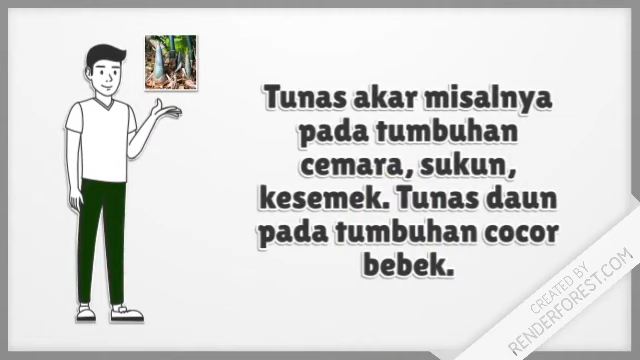 Tunas akar misalnya
pada tumbuhan
cemara, sukun,
kesemek. Tunas daun
pada tumbuhan cocor
bebek.
CREATED BY
RENDERFOREST.COM